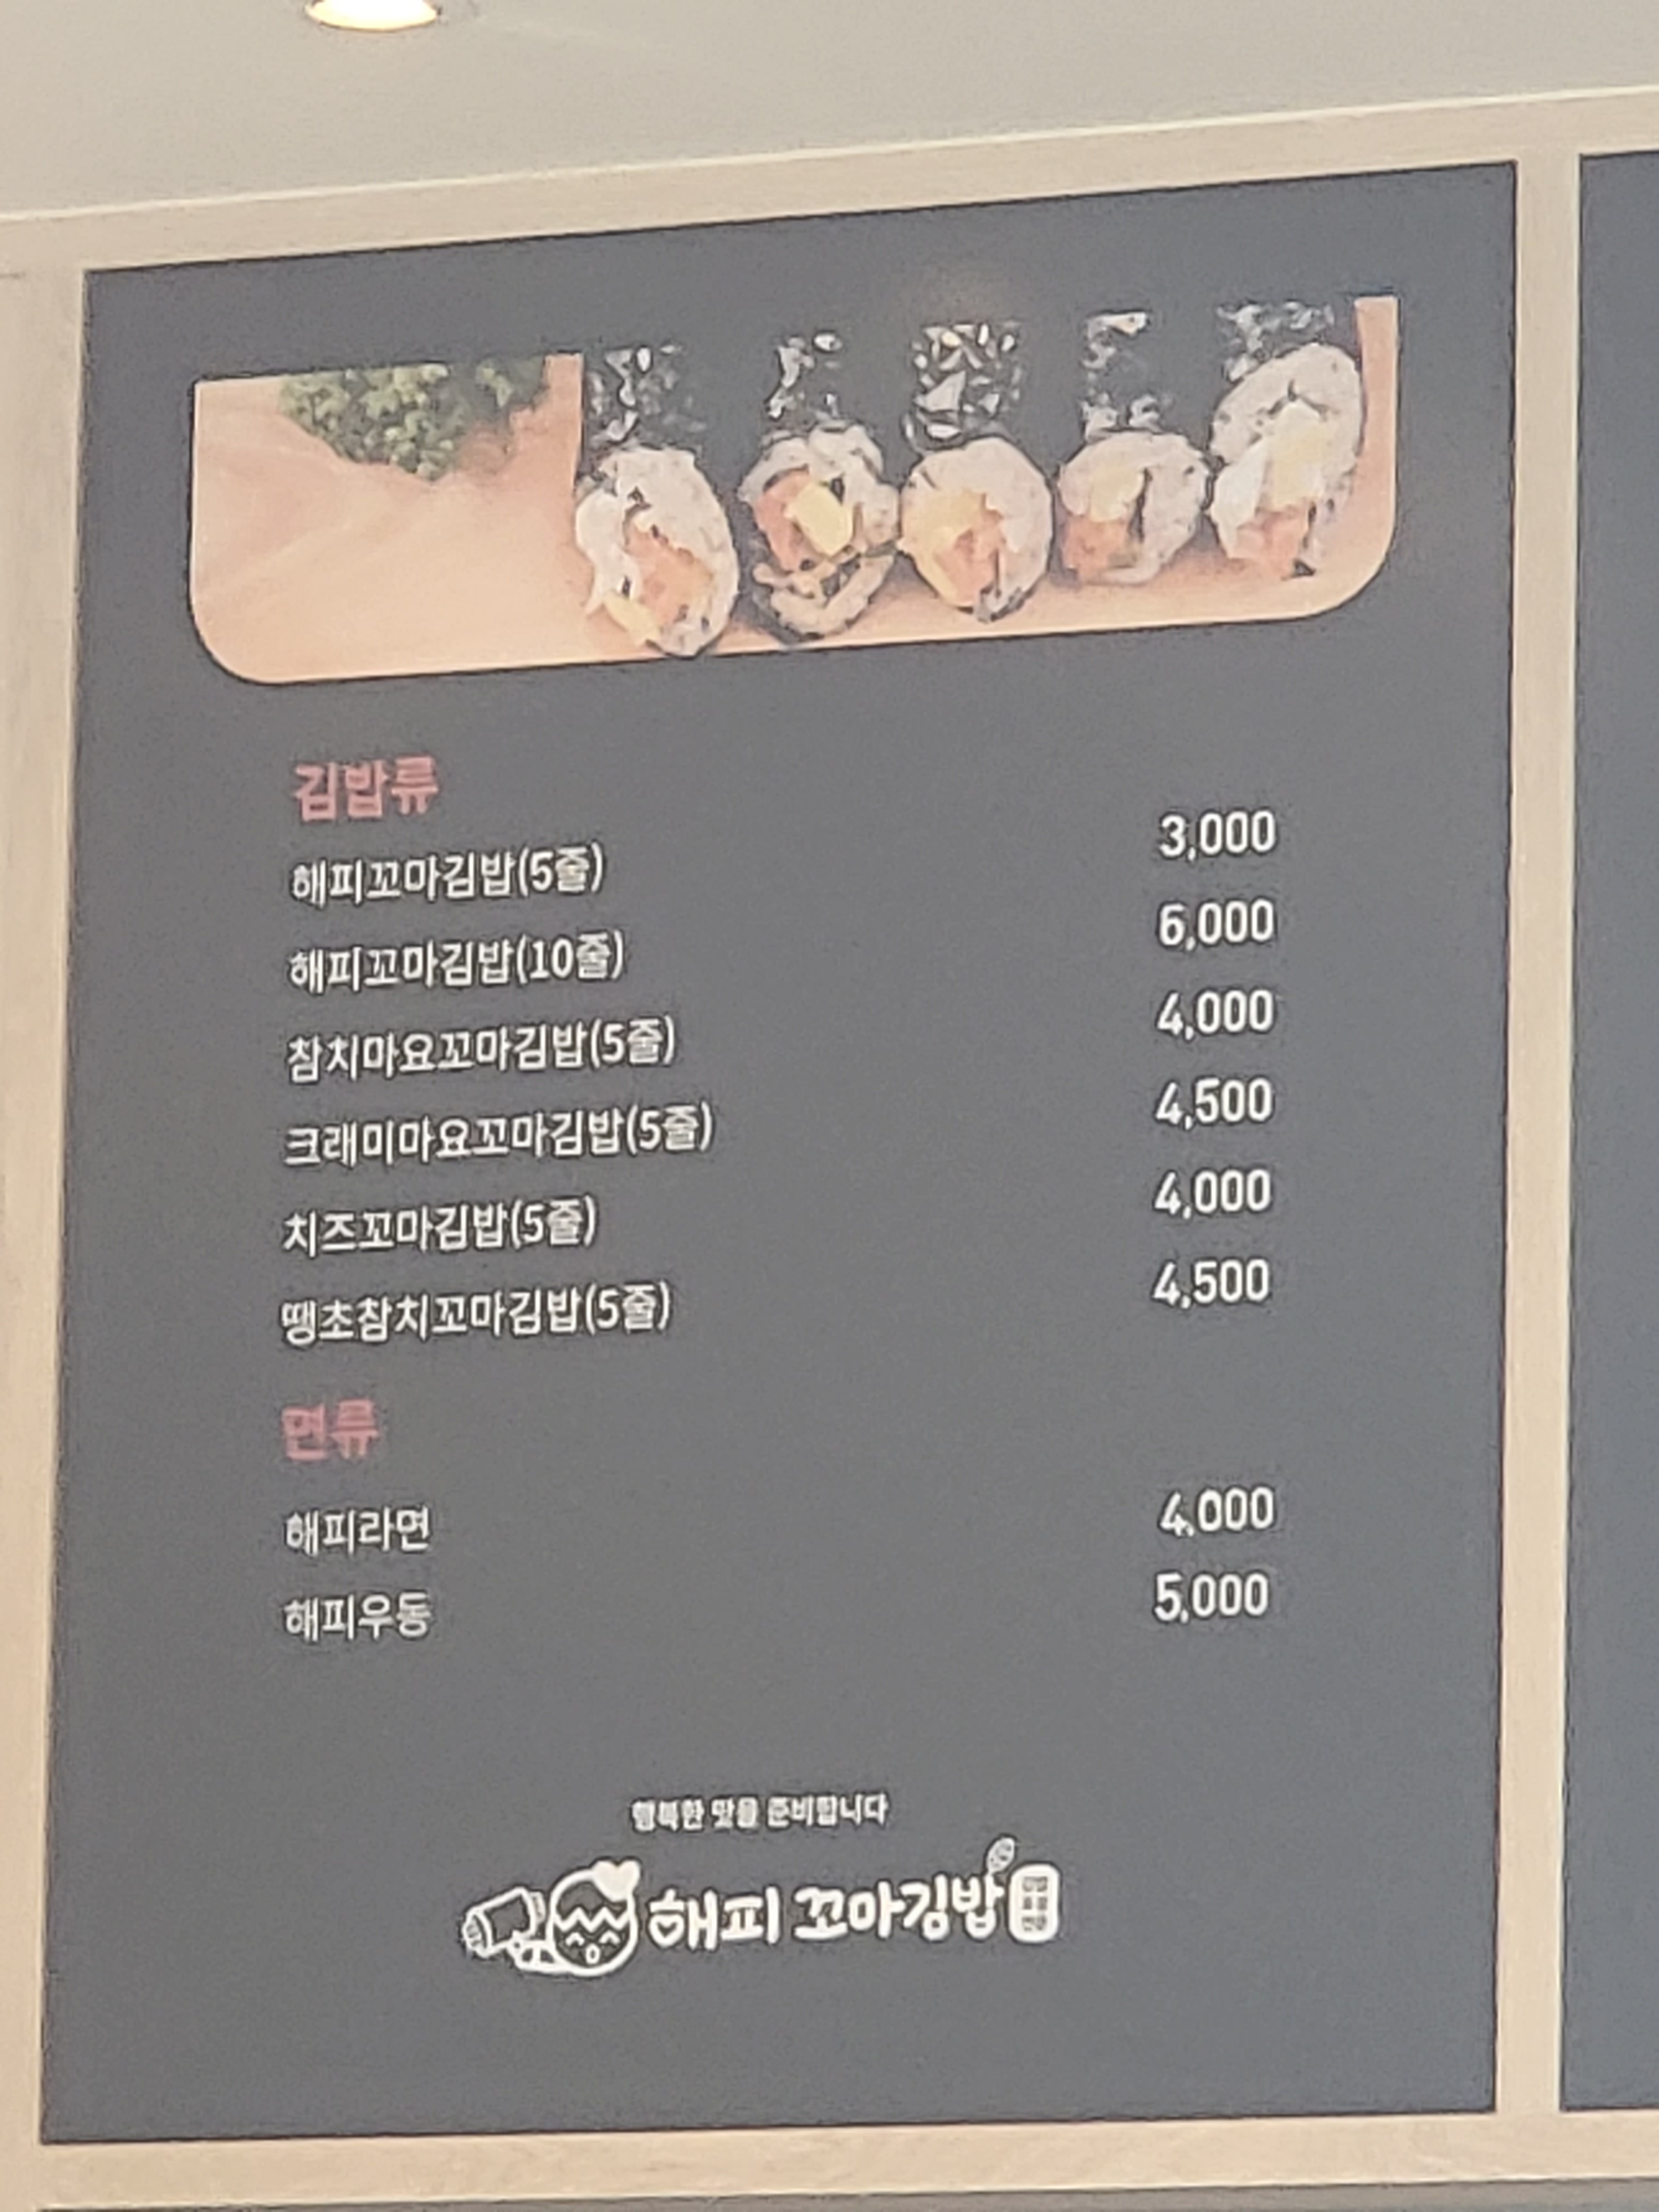 김밥류
해피꼬마김밥(5줄) 3,000
해피꼬마김밥(10줄) 6,000
참치마요꼬마김밥(5줄) 4,000
크래미마요꼬마김밥(5줄) 4,500
치즈꼬마김밥(5줄) 4,000
땡초참치꼬마김밥(5줄) 4,500
면류
해피라면 4,000
해피우동 5,000
행복한 맛을 준비합니다
해피 꼬마김밥